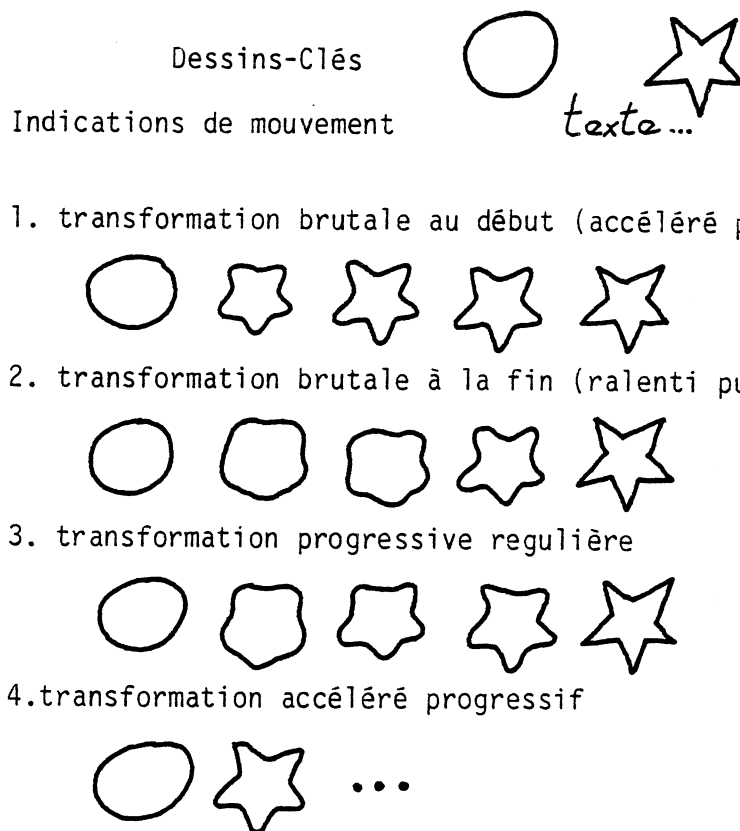 Dessins-Clés
Indications de mouvement texte...
1. transformation brutale au début (accéléré
2. transformation brutale à la fin (ralenti
3. transformation progressive regulière
4.transformation accéléré progressif
...